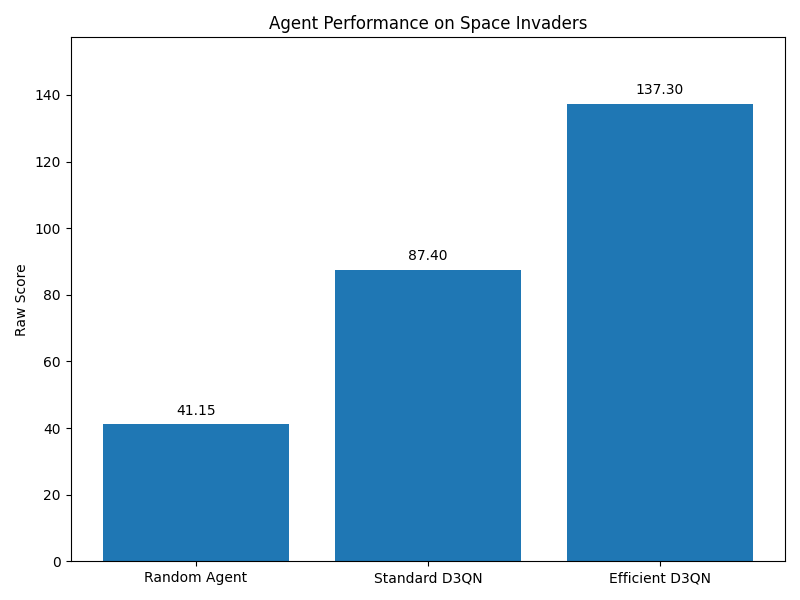 Agent Performance on Space Invaders
Raw Score
140
120
100
80
60
40
20
0
41.15
87.40
137.30
Random Agent
Standard D3QN
Efficient D3QN